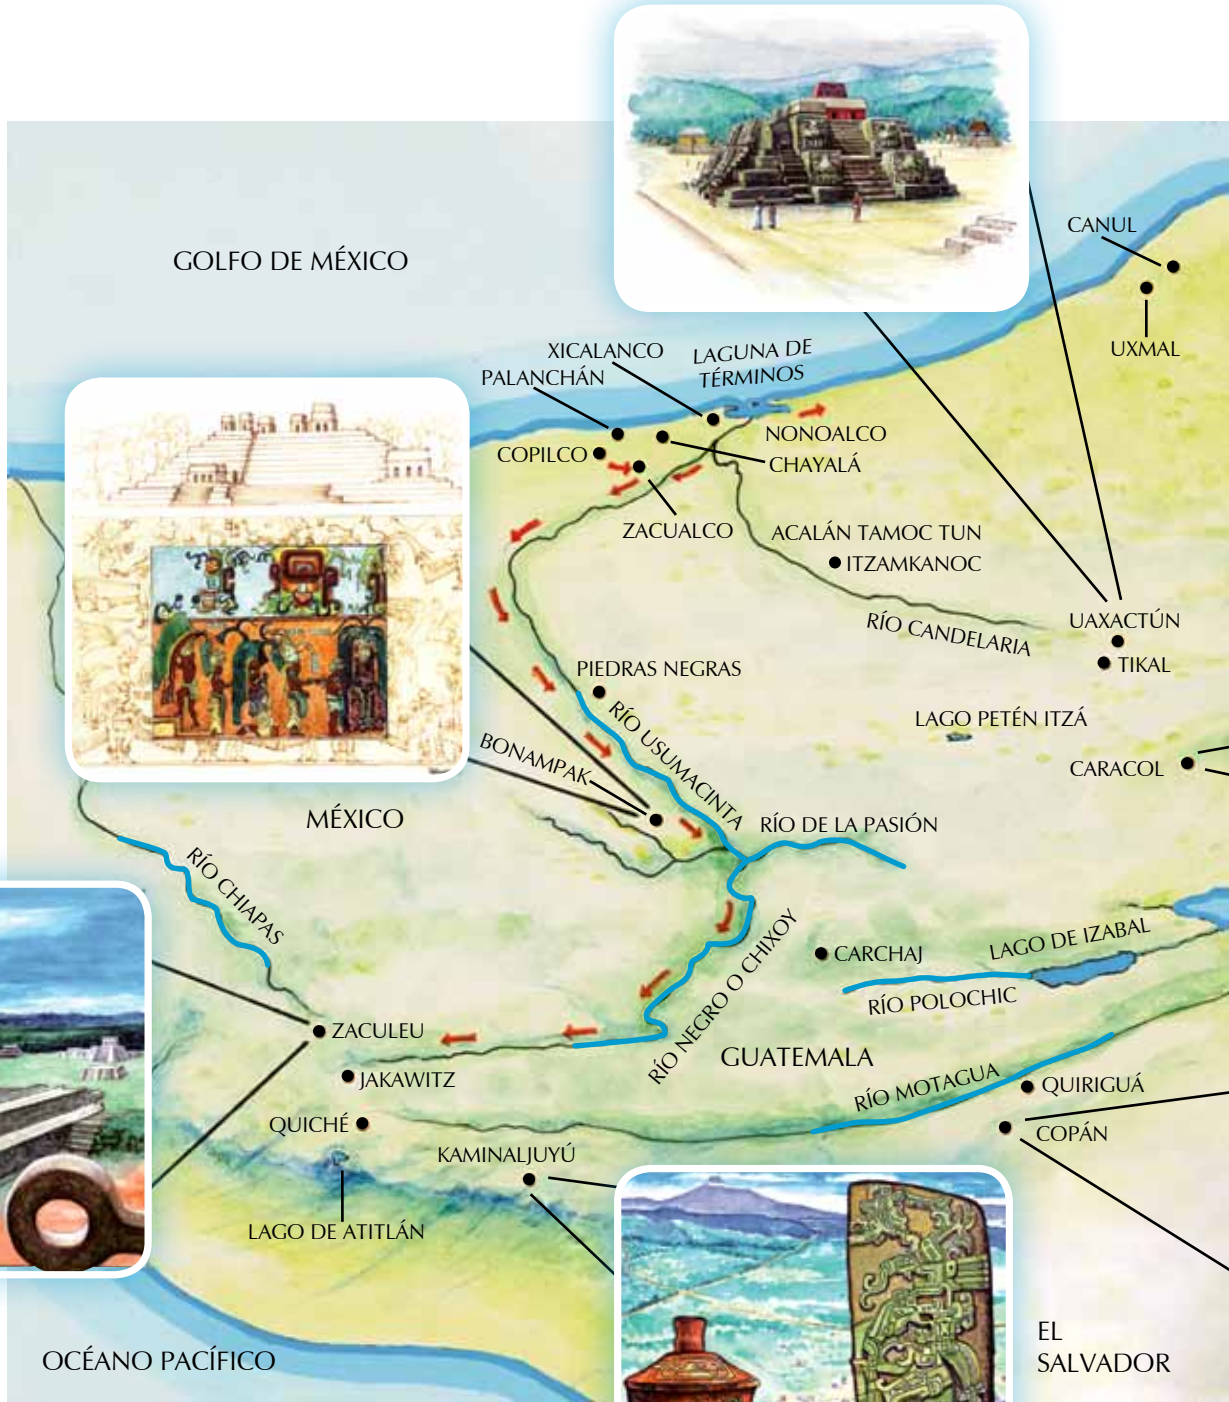 GOLFO DE MÉXICO
CANUL
UXMAL
XICALANCO
LAGUNA DE
TÉRMINOS
PALANCHÁN
NONOALCO
COPILCO
CHAYALÁ
ZACUALCO
ACALÁN TAMOC TUN
ITZAMKANOC
RÍO CANDELARIA
UAXACTÚN
TIKAL
PIEDRAS NEGRAS
RÍO USUMACINTA
LAGO PETÉN ITZÁ
BONAMPAK
CARACOL
MÉXICO
RÍO DE LA PASIÓN
RÍO CHIAPAS
CARCHAJ
LAGO DE IZABAL
RÍO POLOCHIC
RÍO NEGRO O CHIXOY
ZACULEU
GUATEMALA
JAKAWITZ
RÍO MOTAGUA
QUIRIGUÁ
QUICHÉ
COPÁN
KAMINALJUYÚ
LAGO DE ATITLÁN
OCÉANO PACÍFICO
EL
SALVADOR